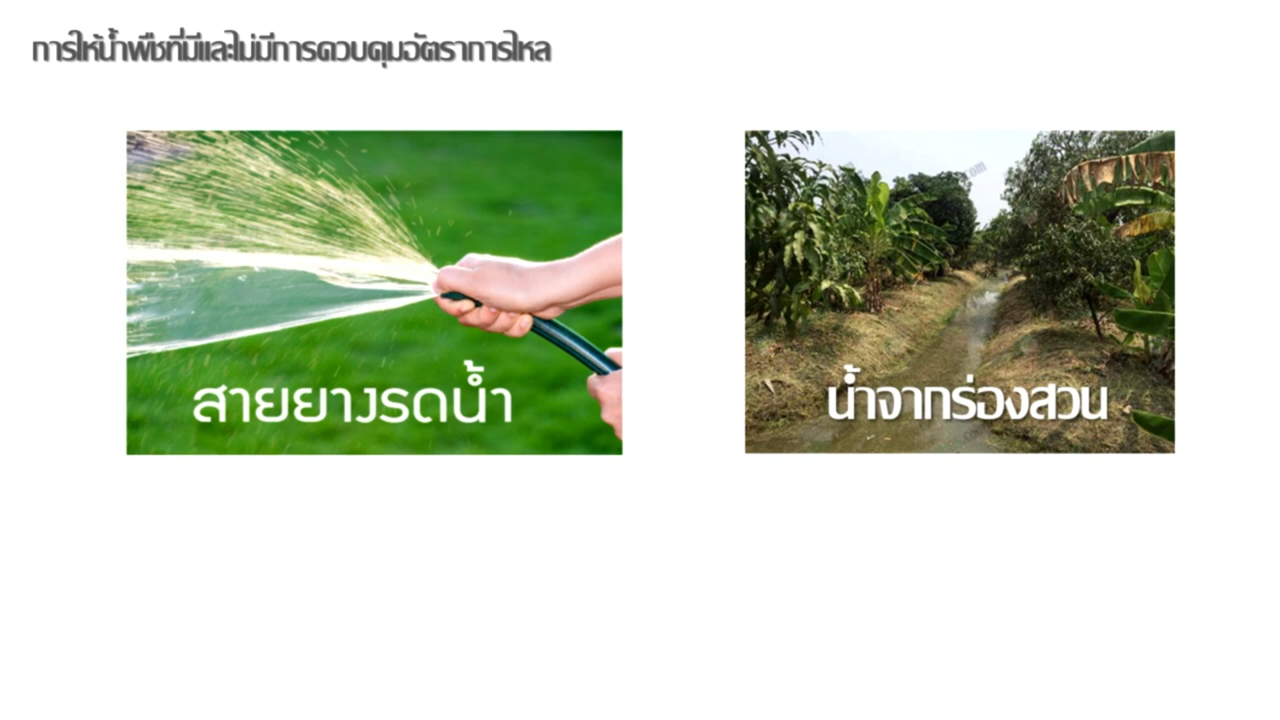 การให้น้ำพืชที่มีและไม่มีการควบคุมอัตราการไหล
สายยางรดน้ำ
น้ำจากร่องสวน